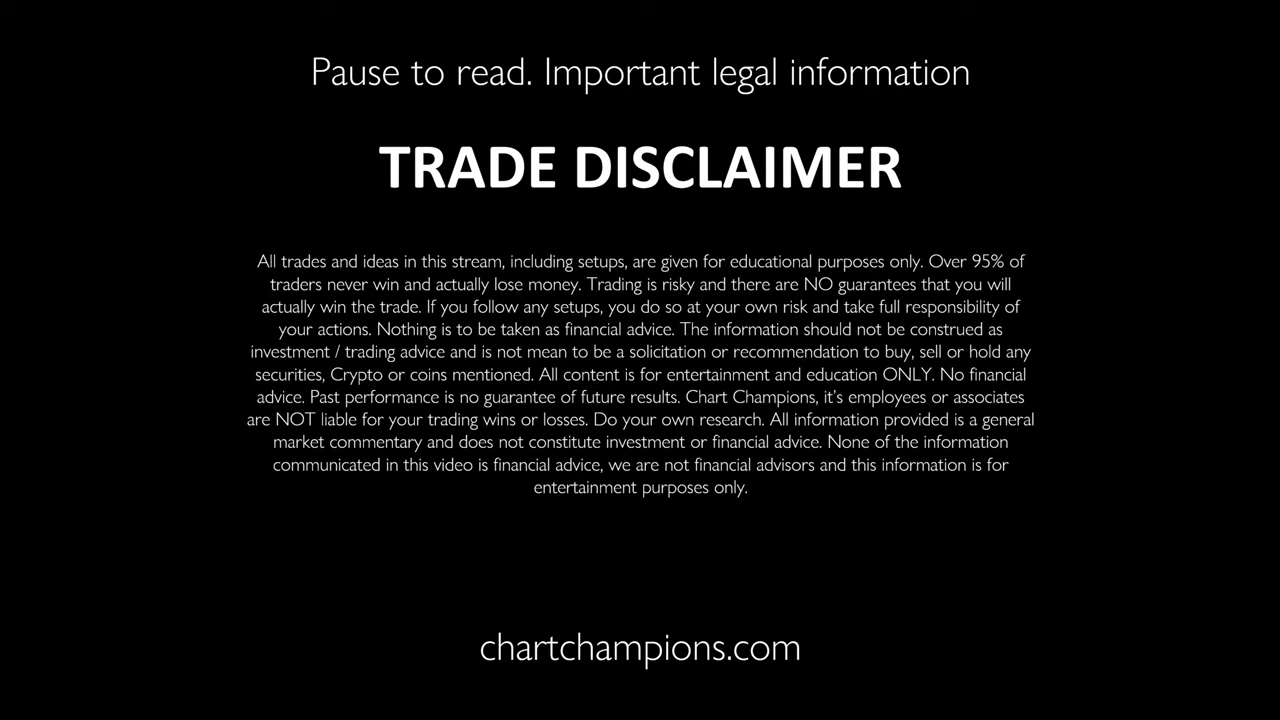 Pause to read. Important legal information
TRADE DISCLAIMER
All trades and ideas in this stream, including setups, are given for educational purposes only. Over 95% of
traders never win and actually lose money. Trading is risky and there are NO guarantees that you will
actually win the trade. If you follow any setups, you do so at your own risk and take full responsibility of
your actions. Nothing is to be taken as financial advice. The information should not be construed as
investment / trading advice and is not mean to be a solicitation or recommendation to buy, sell or hold any
securities, Crypto or coins mentioned. All content is for entertainment and education ONLY. No financial
advice. Past performance is no guarantee of future results. Chart Champions, it's employees or associates
are NOT liable for your trading wins or losses. Do your own research. All information provided is a general
market commentary and does not constitute investment or financial advice. None of the information
communicated in this video is financial advice, we are not financial advisors and this information is for
entertainment purposes only.
chartchampions.com